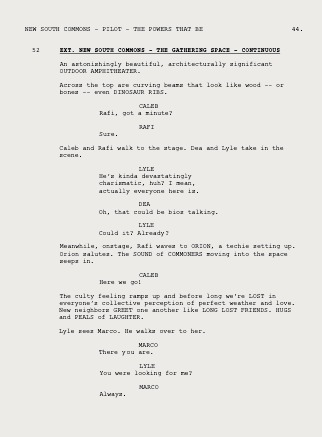 NEW SOUTH COMMONS - PILOT - THE POWERS THAT BE 44.
52 EXT. NEW SOUTH COMMONS - THE GATHERING SPACE - CONTINUOUS
An astonishingly beautiful, architecturally significant
OUTDOOR AMPHITHEATER.
Across the top are curving beams that look like wood -- or
bones -- even DINOSAUR RIBS.
CALEB
Rafi, got a minute?
RAFI
Sure.
Caleb and Rafi walk to the stage. Dea and Lyle take in the
scene.
LYLE
He's kinda devastatingly
charismatic, huh? I mean,
actually everyone here is.
DEA
Oh, that could be bios talking.
LYLE
Could it? Already?
Meanwhile, onstage, Rafi waves to ORION, a techie setting up.
Orion salutes. The SOUND of COMMONERS moving into the space
seeps in.
CALEB
Here we go!
The culty feeling ramps up and before long we're LOST in
everyone's collective perception of perfect weather and love.
New neighbors GREET one another like LONG LOST FRIENDS. HUGS
and PEALS of LAUGHTER.
Lyle sees Marco. He walks over to her.
MARCO
There you are.
LYLE
You were looking for me?
MARCO
Always.